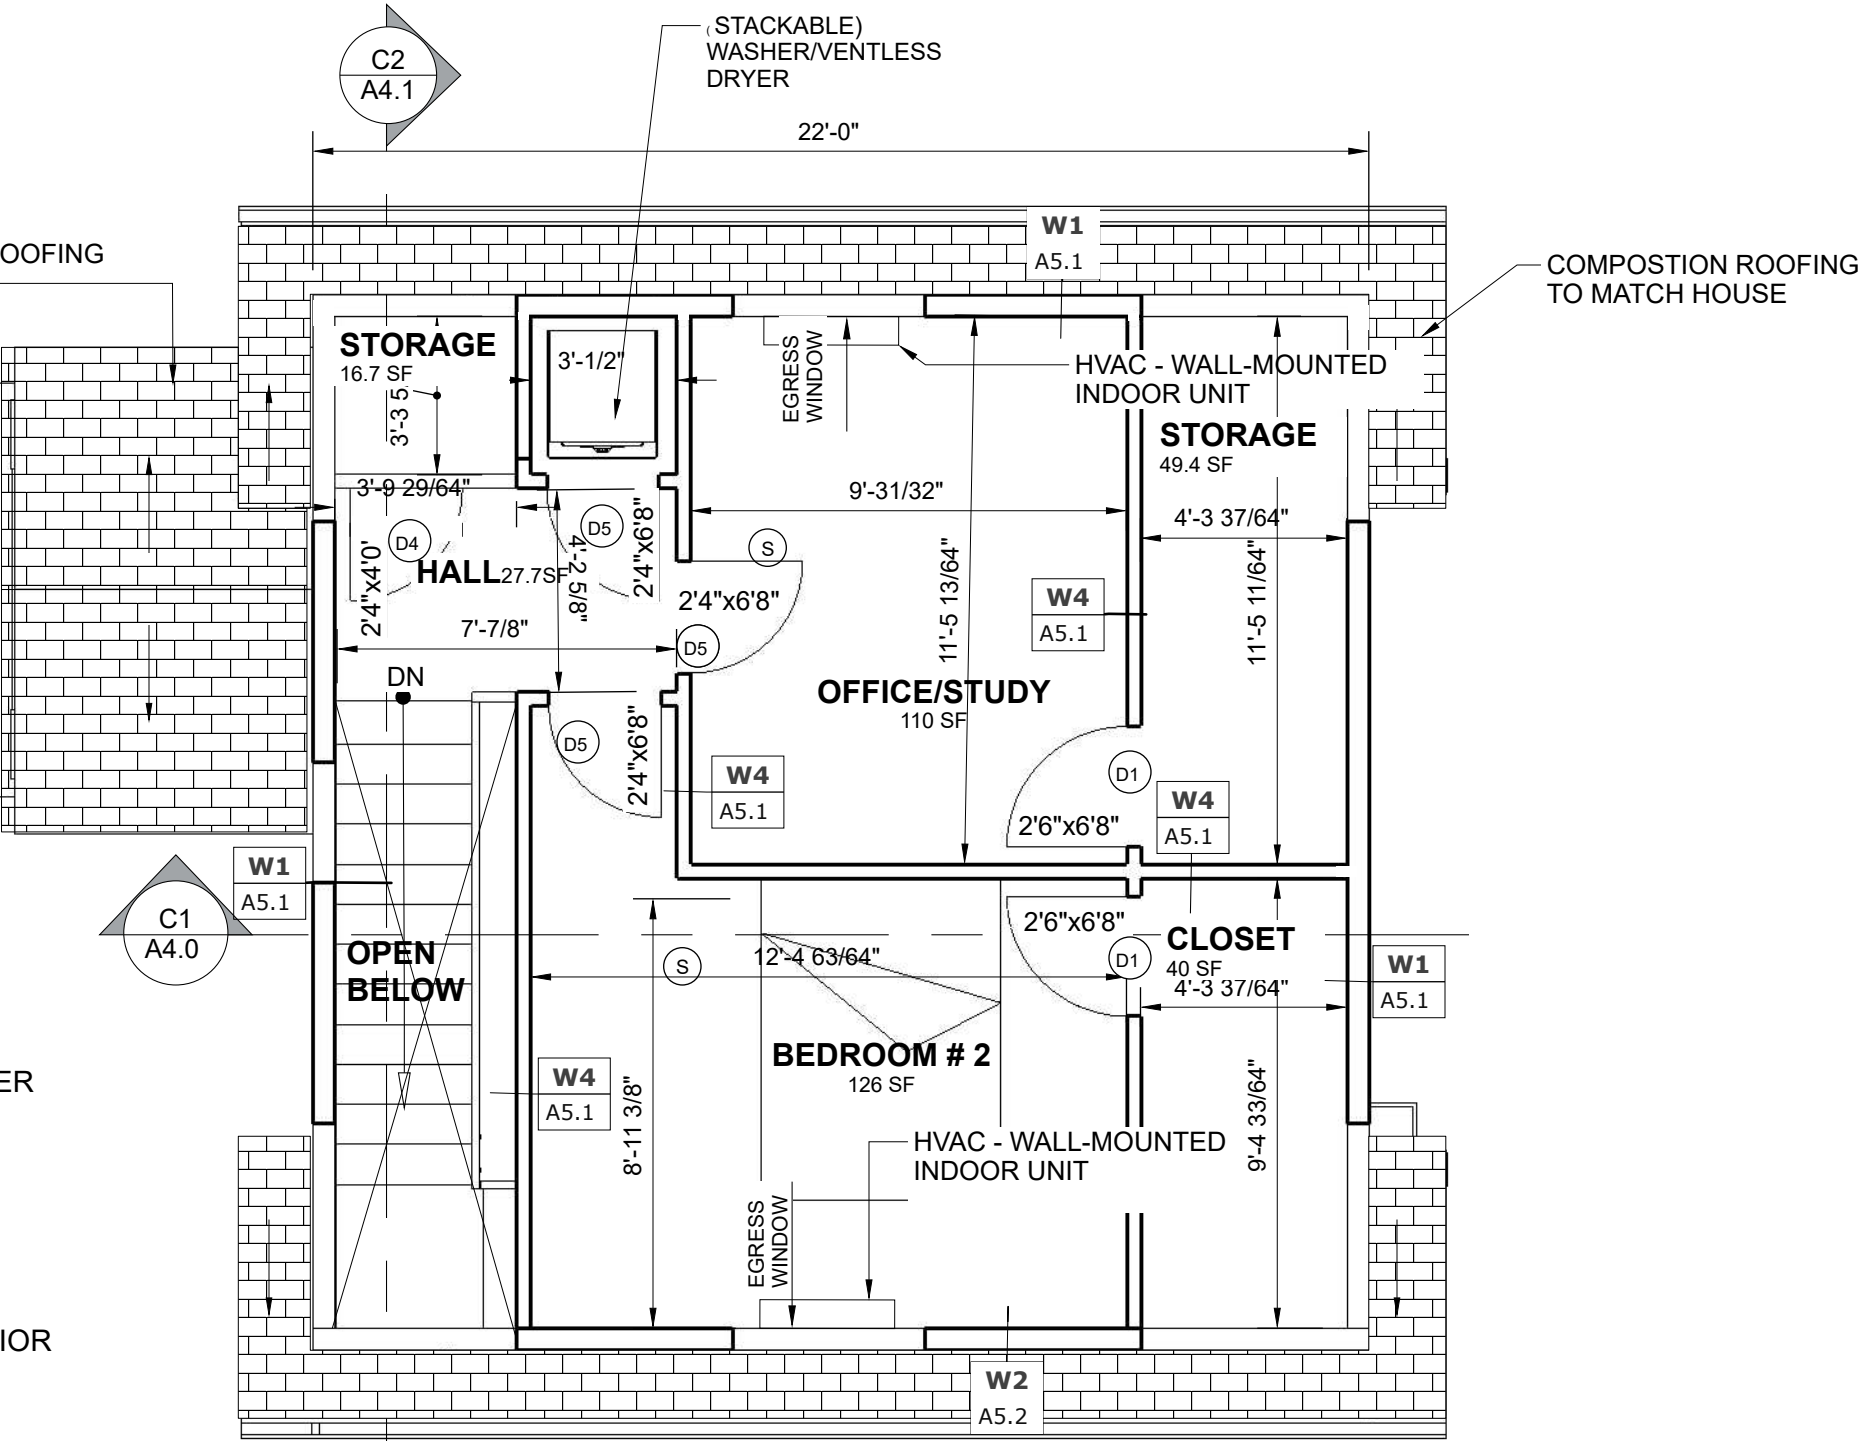 C2
A4.1
(STACKABLE)
WASHER/VENTLESS
DRYER
22'-0"
W1
A5.1
OOFING
COMPOSTION ROOFING
TO MATCH HOUSE
STORAGE
16.7 SF
3'-3 5
3'-1/2"
EGRESS
WINDOW
HVAC - WALL-MOUNTED
INDOOR UNIT
STORAGE
49.4 SF
3'-9 29/64"
9'-31/32"
4'-3 37/64"
D4
D5
S
2'4"x4'0'
HALL 27.7SF
4'-2 5/8"
2'4"x6'8"
2'4"x6'8"
11'-5 13/64"
W4
A5.1
11'-5 11/64"
7'-7/8"
D5
DN
OFFICE/STUDY
110 SF
D5
2'4"x6'8"
W4
A5.1
D1
2'6"x6'8"
W4
A5.1
W1
A5.1
C1
A4.0
2'6"x6'8"
OPEN
BELOW
S
12'-4 63/64"
D1
CLOSET
40 SF
4'-3 37/64"
W1
A5.1
BEDROOM # 2
126 SF
W4
A5.1
8'-11 3/8"
9'-4 33/64"
ER
HVAC - WALL-MOUNTED
INDOOR UNIT
EGRESS
WINDOW
IOR
W2
A5.2